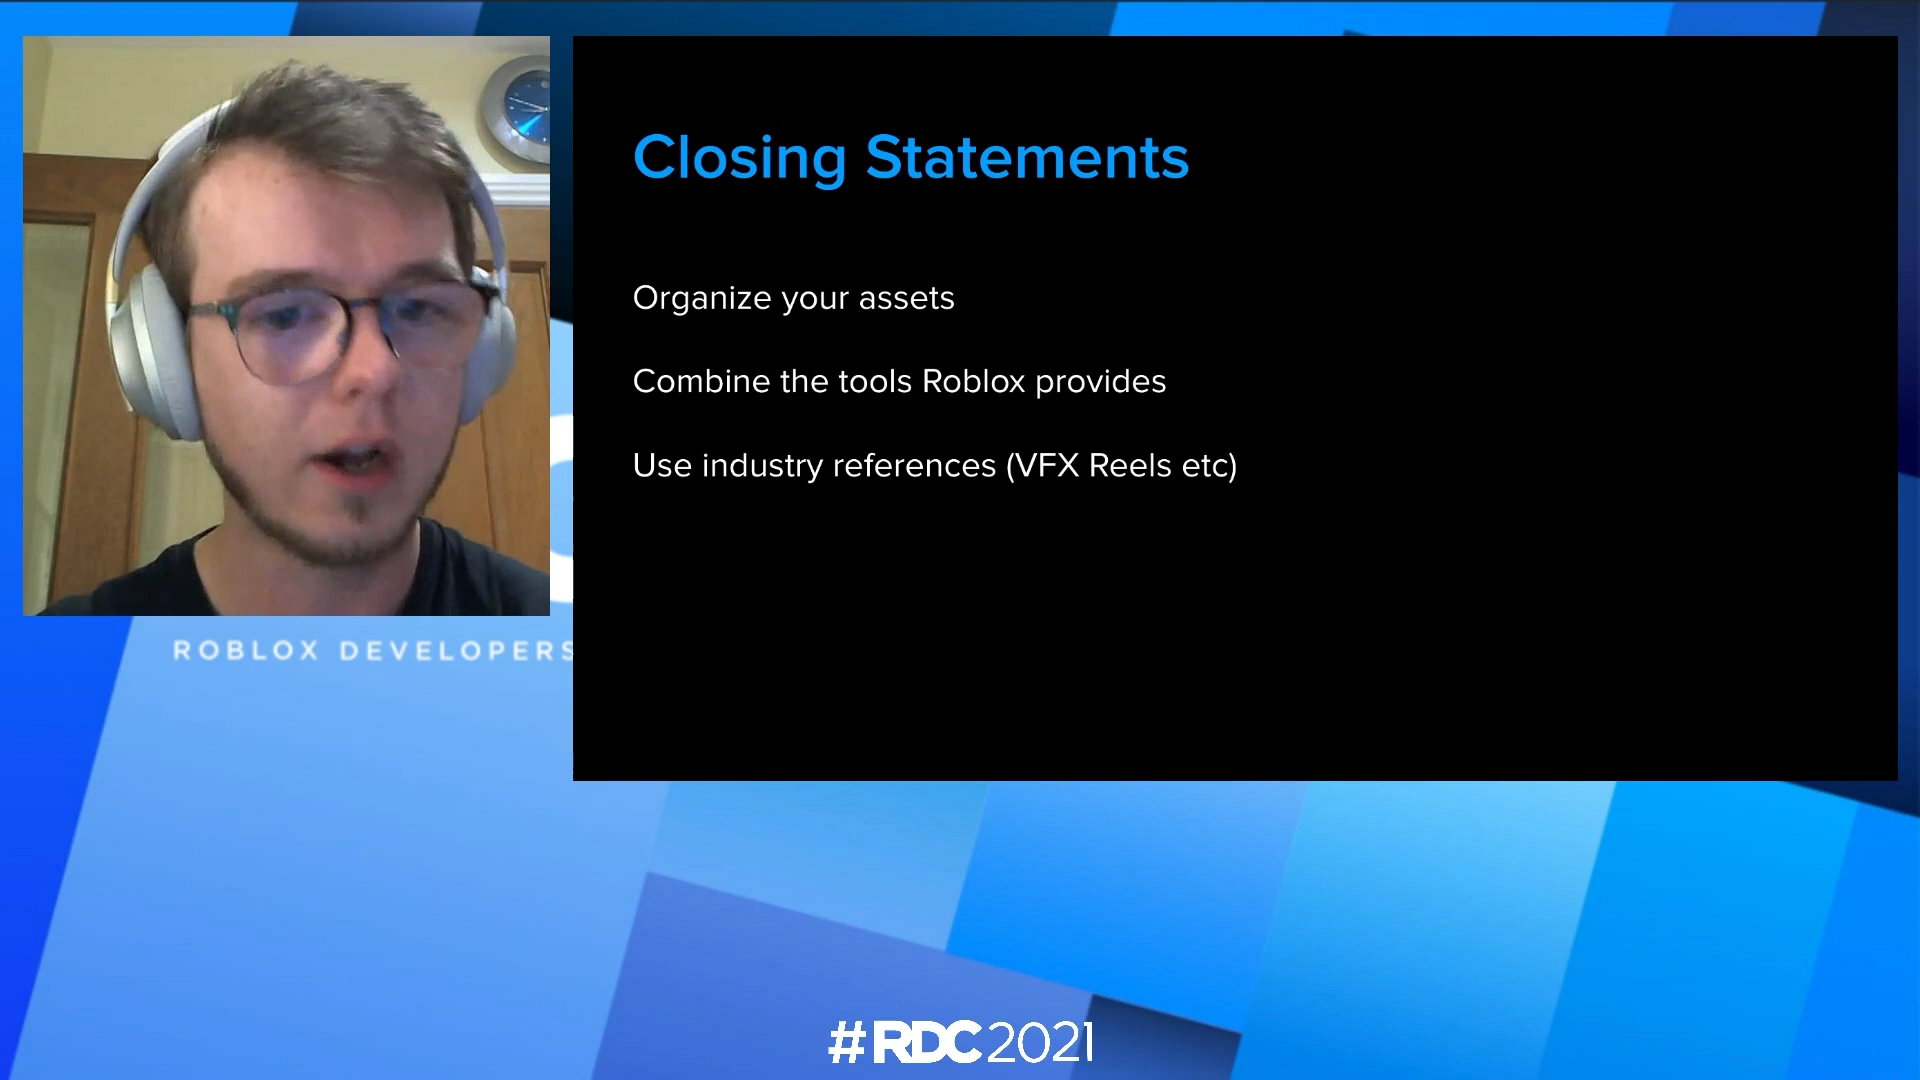 Closing Statements
Organize your assets
Combine the tools Roblox provides
Use industry references (VFX Reels etc)
ROBLOX DEVELOPERS
#RDC2021